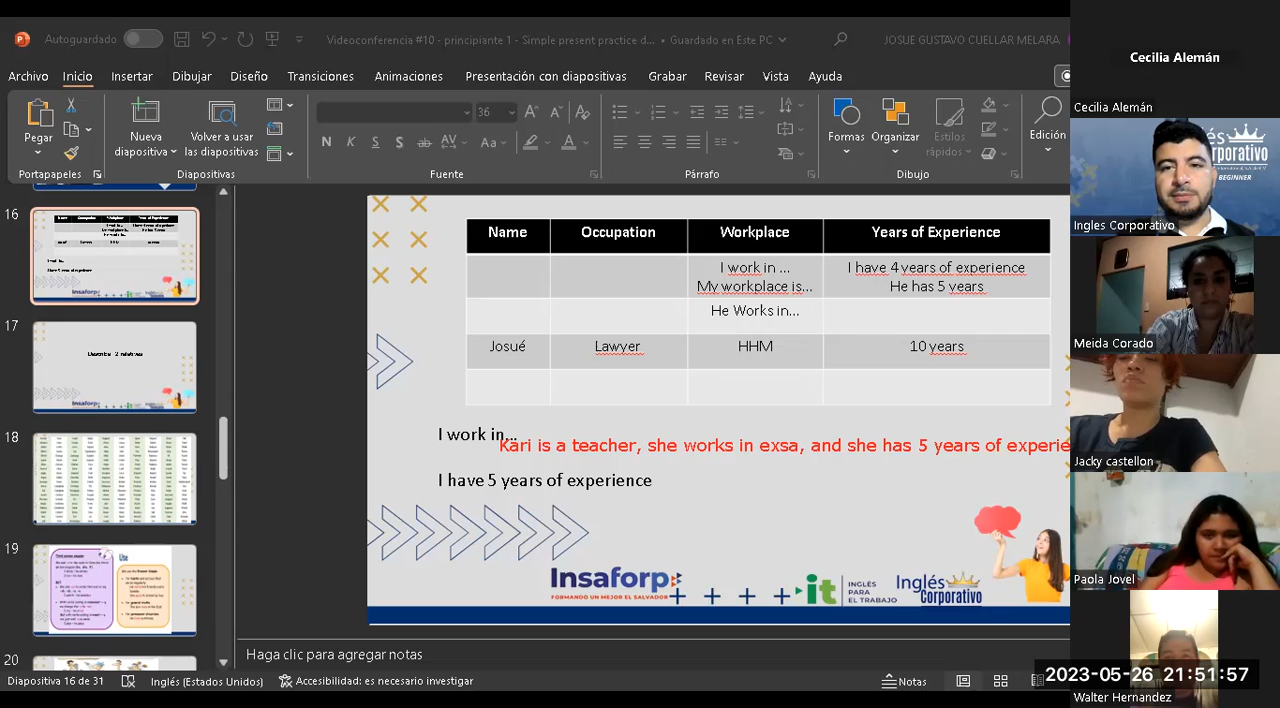 Autoguardado
Videoconferencia #10 - principiante 1 - Simple present practice d... • Guardado en Este PC
JOSUE GUSTAVO CUELLAR MELARA
Archivo Inicio Insertar Dibujar Diseño Transiciones Animaciones Presentación con diapositivas Grabar Revisar Vista Ayuda
Pegar
Nueva diapositiva
Volver a usar las diapositivas
36
N K S S ab AV Aa A
Formas
Organizar
Estilos rápidos
Edición
Portapapeles Diapositivas Fuente Párrafo Dibujo
16
17
Describe 2 relatives
18
19
Use
20
Name Occupation Workplace Years of Experience
I work in ... I have 4 years of experience
My workplace is... He has 5 years
He Works in...
Josué Lawyer HHM 10 years
I work in...
Kari is a teacher, she works in exsa, and she has 5 years of experie
I have 5 years of experience
Insaforp
FORMANDO UN MEJOR EL SALVADOR
it INGLÉS PARA EL TRABAJO
Inglés Corporativo
Haga clic para agregar notas
Diapositiva 16 de 31 Inglés (Estados Unidos) Accesibilidad: es necesario investigar Notas
Cecilia Alemán
Cecilia Alemán
glés
Corporativo
BEGINNER
Ingles Corporativo
Meida Corado
Jacky castellon
Paola Jovel
2023-05-26 21:51:57
Walter Hernandez